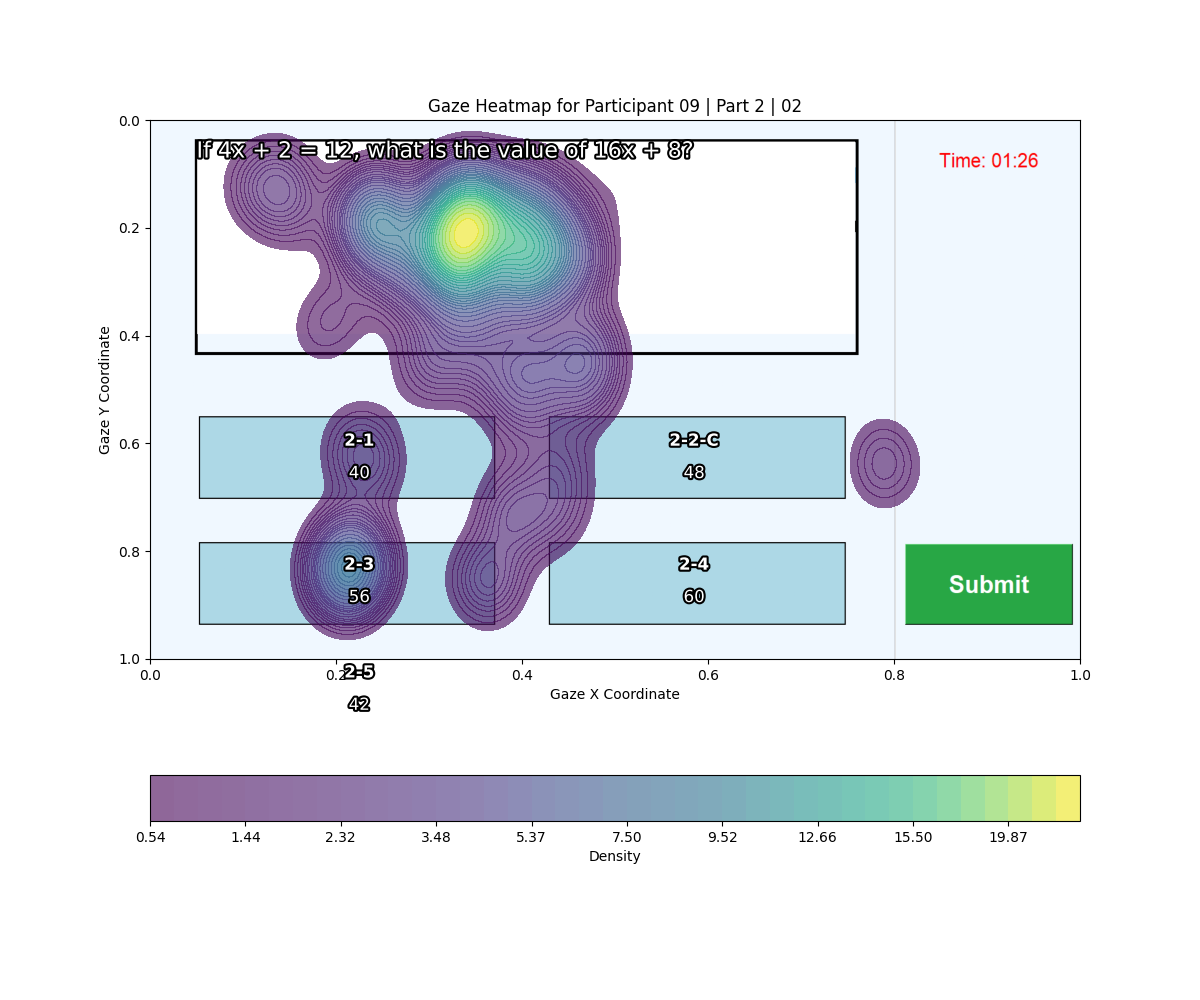 Gaze Heatmap for Participant 09 | Part 2 | 02
If 4x + 2 = 12, what is the value of 16x + 8?
Time: 01:26
2-1
40
2-2-C
48
2-3
56
2-4
60
Submit
2-5
42
0.0
0.2
0.4
0.6
0.8
1.0
Gaze Y Coordinate
0.0 0.2 0.4 0.6 0.8 1.0
Gaze X Coordinate
0.54 1.44 2.32 3.48 5.37 7.50 9.52 12.66 15.50 19.87
Density